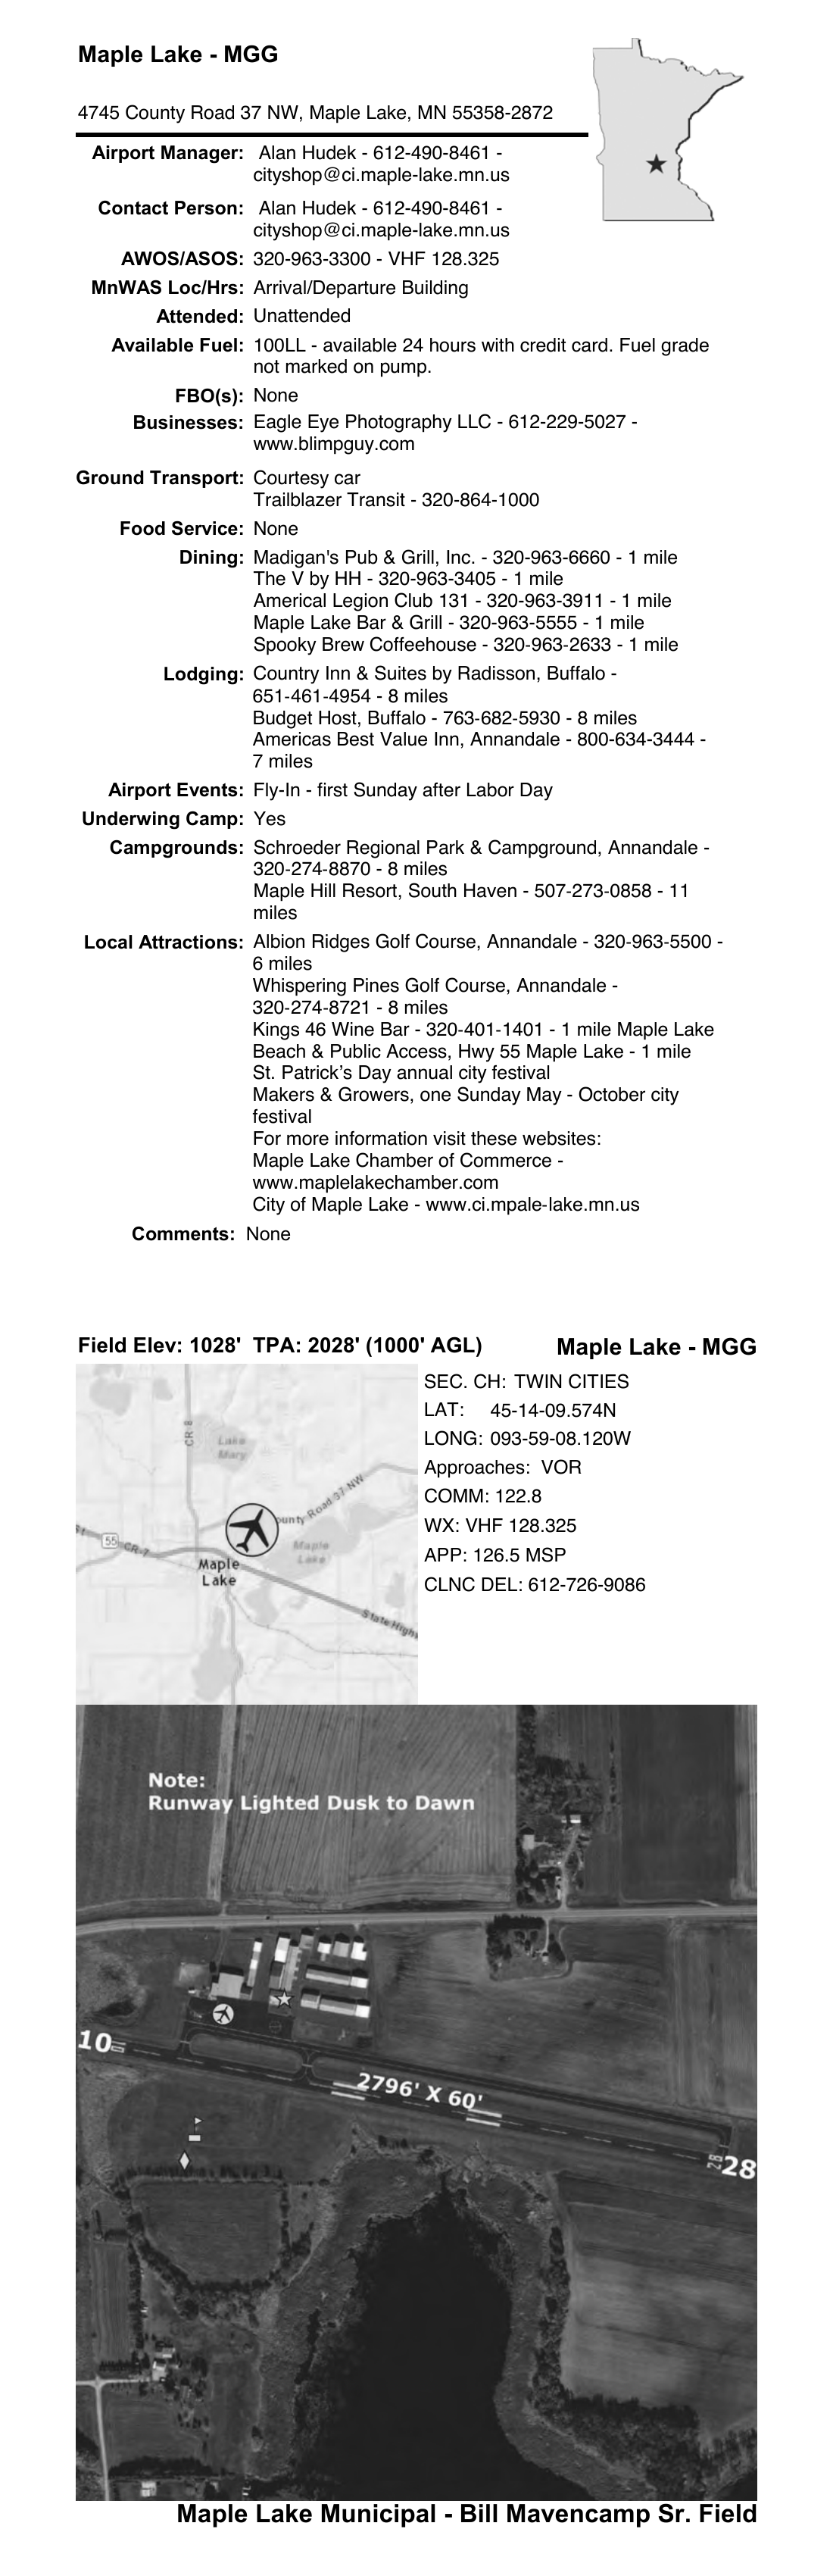 Maple Lake - MGG
4745 County Road 37 NW, Maple Lake, MN 55358-2872
Airport Manager: Alan Hudek - 612-490-8461 -
cityshop@ci.maple-lake.mn.us
Contact Person: Alan Hudek - 612-490-8461 -
cityshop@ci.maple-lake.mn.us
AWOS/ASOS: 320-963-3300 - VHF 128.325
MnWAS Loc/Hrs: Arrival/Departure Building
Attended: Unattended
Available Fuel: 100LL - available 24 hours with credit card. Fuel grade
not marked on pump.
FBO(s): None
Businesses: Eagle Eye Photography LLC - 612-229-5027 -
www.blimpguy.com
Ground Transport: Courtesy car
Trailblazer Transit - 320-864-1000
Food Service: None
Dining: Madigan's Pub & Grill, Inc. - 320-963-6660 - 1 mile
The V by HH - 320-963-3405 - 1 mile
Americal Legion Club 131 - 320-963-3911 - 1 mile
Maple Lake Bar & Grill - 320-963-5555 - 1 mile
Spooky Brew Coffeehouse - 320-963-2633 - 1 mile
Lodging: Country Inn & Suites by Radisson, Buffalo -
651-461-4954 - 8 miles
Budget Host, Buffalo - 763-682-5930 - 8 miles
Americas Best Value Inn, Annandale - 800-634-3444 -
7 miles
Airport Events: Fly-In - first Sunday after Labor Day
Underwing Camp: Yes
Campgrounds: Schroeder Regional Park & Campground, Annandale -
320-274-8870 - 8 miles
Maple Hill Resort, South Haven - 507-273-0858 - 11
miles
Local Attractions: Albion Ridges Golf Course, Annandale - 320-963-5500 -
6 miles
Whispering Pines Golf Course, Annandale -
320-274-8721 - 8 miles
Kings 46 Wine Bar - 320-401-1401 - 1 mile Maple Lake
Beach & Public Access, Hwy 55 Maple Lake - 1 mile
St. Patrick’s Day annual city festival
Makers & Growers, one Sunday May - October city
festival
For more information visit these websites:
Maple Lake Chamber of Commerce -
www.maplelakechamber.com
City of Maple Lake - www.ci.mpale-lake.mn.us
Comments: None
Field Elev: 1028' TPA: 2028' (1000' AGL)
Maple Lake - MGG
SEC. CH: TWIN CITIES
LAT: 45-14-09.574N
LONG: 093-59-08.120W
Approaches: VOR
COMM: 122.8
WX: VHF 128.325
APP: 126.5 MSP
CLNC DEL: 612-726-9086
CR 8
Lake
Mary
ounty Road 37 NW
55
CR-7
Maple
Lake
Maple
Lake
State High
Note:
Runway Lighted Dusk to Dawn
10
2796' X 60'
28
28
Maple Lake Municipal - Bill Mavencamp Sr. Field